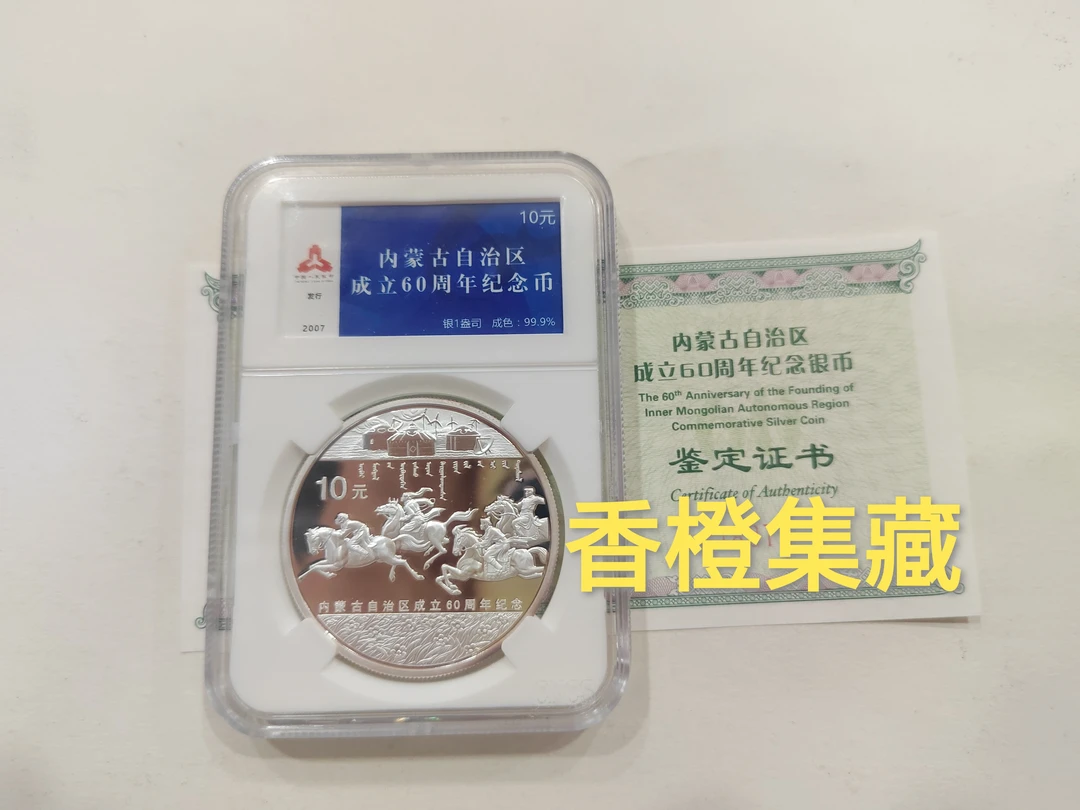 10元
内蒙古自治区
成立60周年纪念币
发行
2007
银1盎司 成色：99.9%
10元
内蒙古自治区成立60周年纪念
内蒙古自治区
成立60周年纪念银币
The 60th Anniversary of the Founding of
Inner Mongolian Autonomous Region
Commemorative Silver Coin
鉴定证书
Certificate of Authenticity
香橙集藏